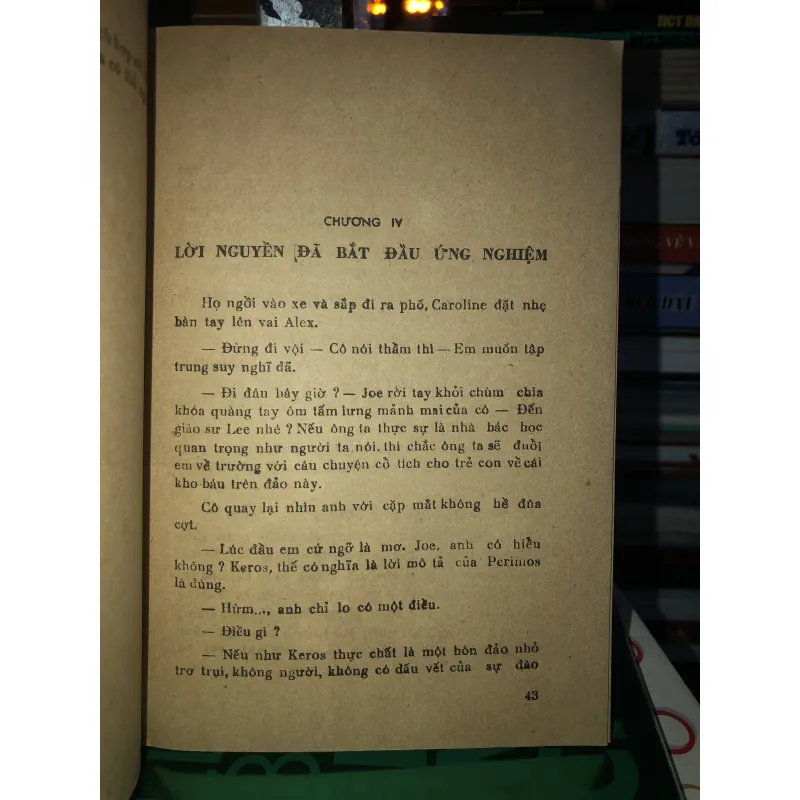 CHƯƠNG IV
LỜI NGUYỀN ĐÃ BẮT ĐẦU ỨNG NGHIỆM
Họ ngồi vào xe và sắp đi ra phố, Caroline đặt nhẹ
bàn tay lên vai Alex.
— Đừng đi vội — Cô nói thầm thì — Em muốn tập
trung suy nghĩ đã.
— Đi đâu bây giờ ? — Joe rời tay khỏi chùm chìa
khóa quàng tay ôm tấm lưng mảnh mai của cô — Đến
giáo sư Lee nhé ? Nếu ông ta thực sự là nhà bác học
quan trọng như người ta nói, thì chắc ông ta sẽ đuổi
em về trường với câu chuyện cổ tích cho trẻ con về cái
kho báu trên đảo này.
Cô quay lại nhìn anh với cặp mắt không hề đùa
cợt.
— Lúc đầu em cứ ngỡ là mơ. Joe, anh có hiểu
không ? Keros, thế có nghĩa là lời mô tả của Perimos
là đúng.
— Hừm..., anh chỉ lo có một điều.
— Điều gì ?
— Nếu như Keros thực chất là một hòn đảo nhỏ
trơ trụi, không người, không có dấu vết của sự đào
43